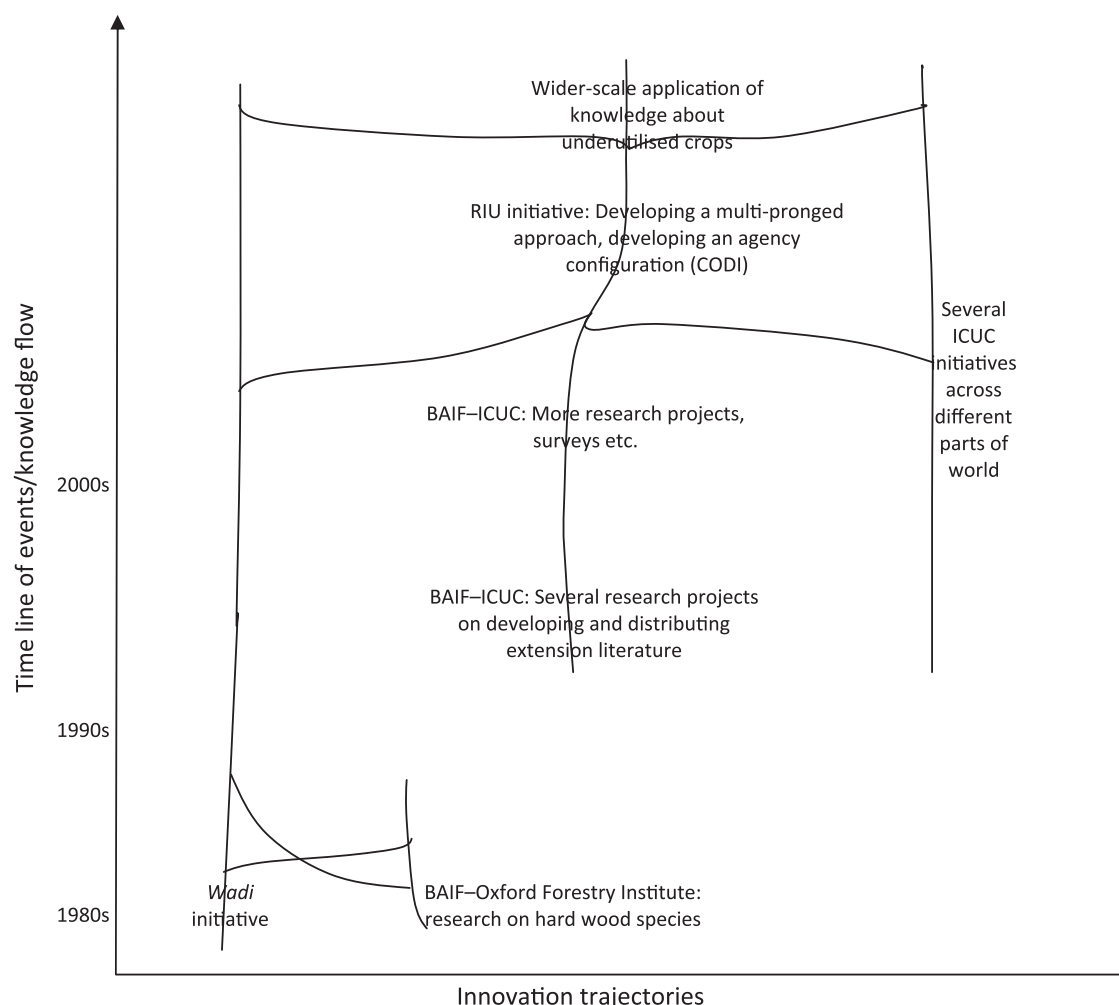 Wider-scale application of
knowledge about
underutilised crops
RIU initiative: Developing a multi-pronged
approach, developing an agency
configuration (CODI)
Several
ICUC
initiatives
across
different
parts of
world
BAIF–ICUC: More research projects,
surveys etc.
2000s
BAIF–ICUC: Several research projects
on developing and distributing
extension literature
1990s
Wadi
initiative
BAIF–Oxford Forestry Institute:
research on hard wood species
1980s
Time line of events/knowledge flow
Innovation trajectories